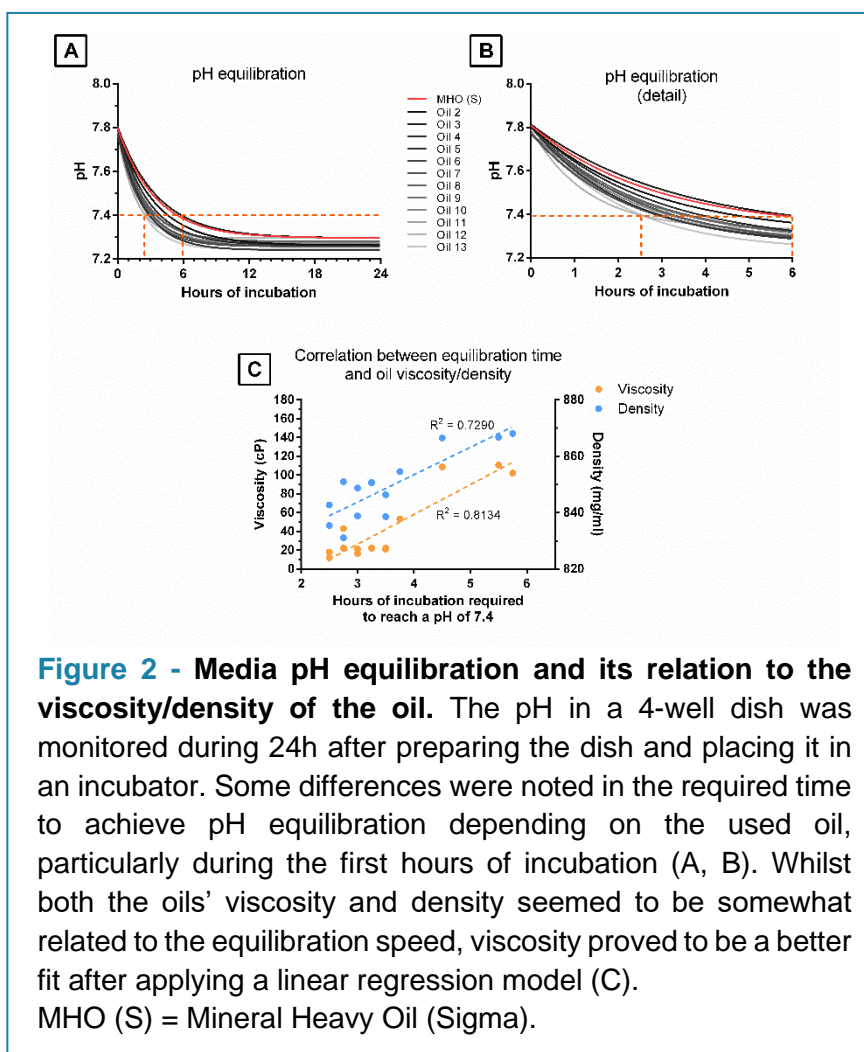 A
pH equilibration
8.0
7.8
7.6
7.4
7.2
pH
0
6
12
18
24
Hours of incubation
MHO (S)
Oil 2
Oil 3
Oil 4
Oil 5
Oil 6
Oil 7
Oil 8
Oil 9
Oil 10
Oil 11
Oil 12
Oil 13
B
pH equilibration
(detail)
8.0
7.8
7.6
7.4
7.2
pH
0
1
2
3
4
5
6
Hours of incubation
C
Correlation between equilibration time
and oil viscosity/density
Viscosity
Density
180
160
140
120
100
80
60
40
20
0
Viscosity (cP)
R² = 0.7290
R² = 0.8134
880
860
840
820
Density (mg/ml)
2
3
4
5
6
Hours of incubation required
to reach a pH of 7.4
Figure 2 - Media pH equilibration and its relation to the
viscosity/density of the oil. The pH in a 4-well dish was
monitored during 24h after preparing the dish and placing it in
an incubator. Some differences were noted in the required time
to achieve pH equilibration depending on the used oil,
particularly during the first hours of incubation (A, B). Whilst
both the oils’ viscosity and density seemed to be somewhat
related to the equilibration speed, viscosity proved to be a better
fit after applying a linear regression model (C).
MHO (S) = Mineral Heavy Oil (Sigma).